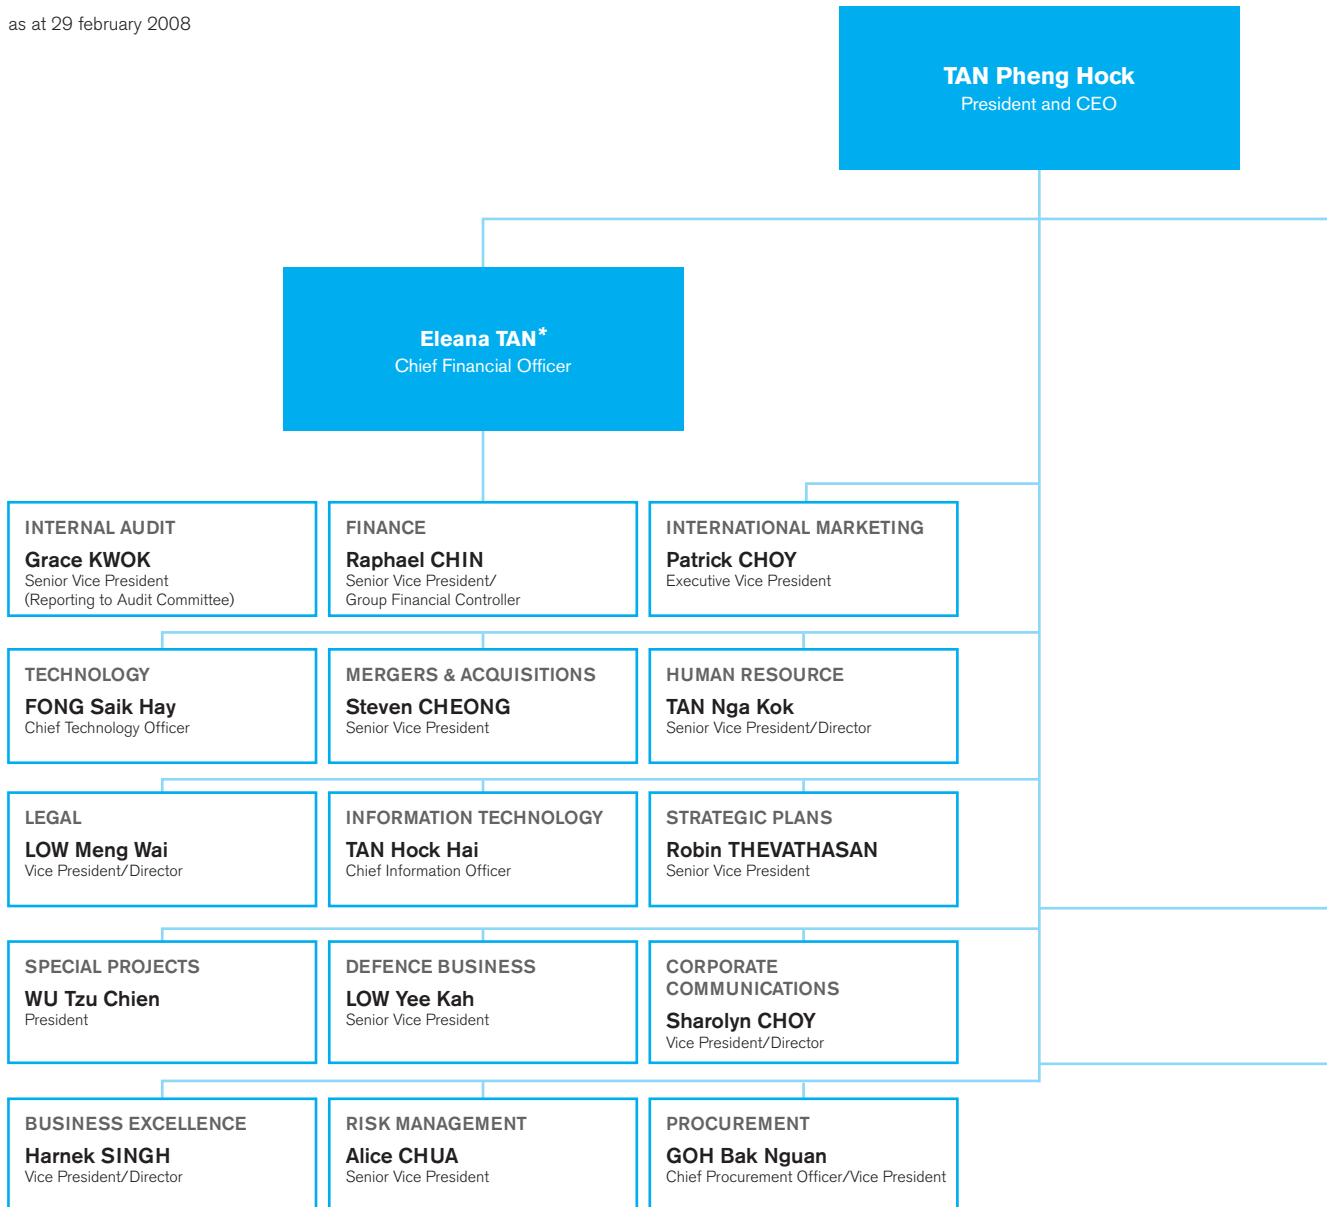 as at 29 february 2008
TAN Pheng Hock
President and CEO
Eleana TAN*
Chief Financial Officer
INTERNAL AUDIT
Grace KWOK
Senior Vice President
(Reporting to Audit Committee)
FINANCE
Raphael CHIN
Senior Vice President/
Group Financial Controller
INTERNATIONAL MARKETING
Patrick CHOY
Executive Vice President
TECHNOLOGY
FONG Saik Hay
Chief Technology Officer
MERGERS & ACQUISITIONS
Steven CHEONG
Senior Vice President
HUMAN RESOURCE
TAN Nga Kok
Senior Vice President/Director
LEGAL
LOW Meng Wai
Vice President/Director
INFORMATION TECHNOLOGY
TAN Hock Hai
Chief Information Officer
STRATEGIC PLANS
Robin THEVATHASAN
Senior Vice President
SPECIAL PROJECTS
WU Tzu Chien
President
DEFENCE BUSINESS
LOW Yee Kah
Senior Vice President
CORPORATE
COMMUNICATIONS
Sharolyn CHOY
Vice President/Director
BUSINESS EXCELLENCE
Harnek SINGH
Vice President/Director
RISK MANAGEMENT
Alice CHUA
Senior Vice President
PROCUREMENT
GOH Bak Nguan
Chief Procurement Officer/Vice President